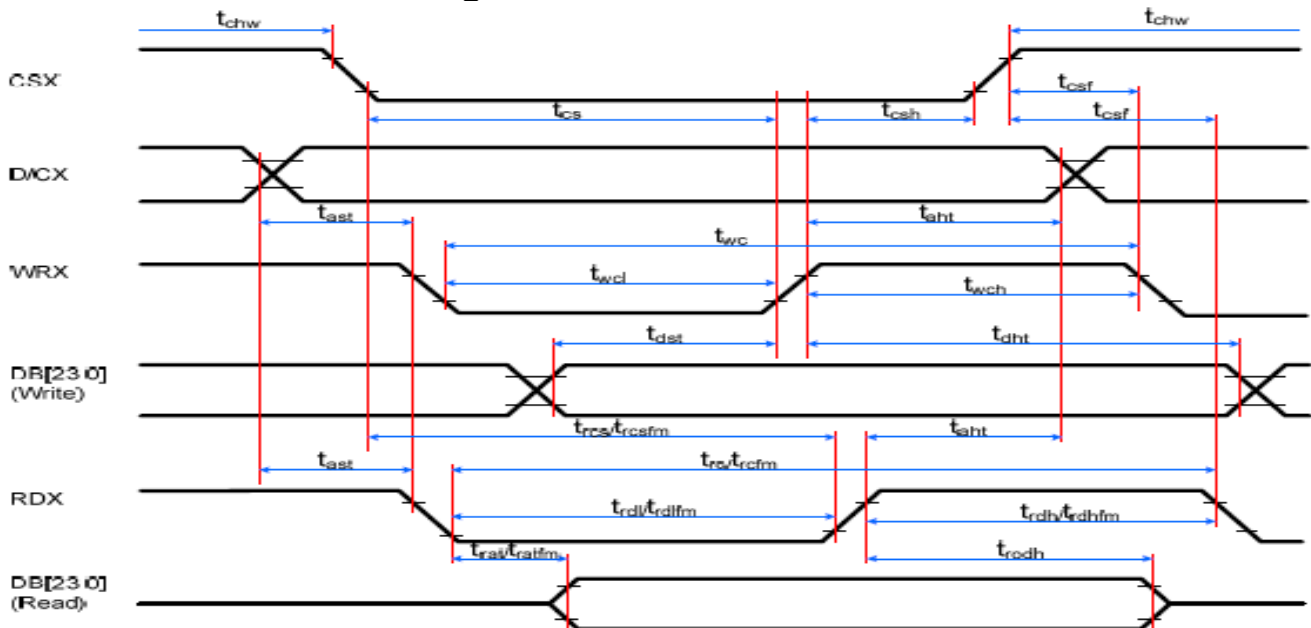 tchw
tchw
CSX
tcsf
tcs
tcsh
tcsf
D/CX
tast
taht
twc
WRX
twcl
twch
tdst
tdht
DB[23:0]
(Write)
trcs/trcsfm
taht
tast
trc/trcfm
RDX
trdl/trdlfm
trdh/trdhfm
trat/tratfm
trodh
DB[23:0]
(Read)